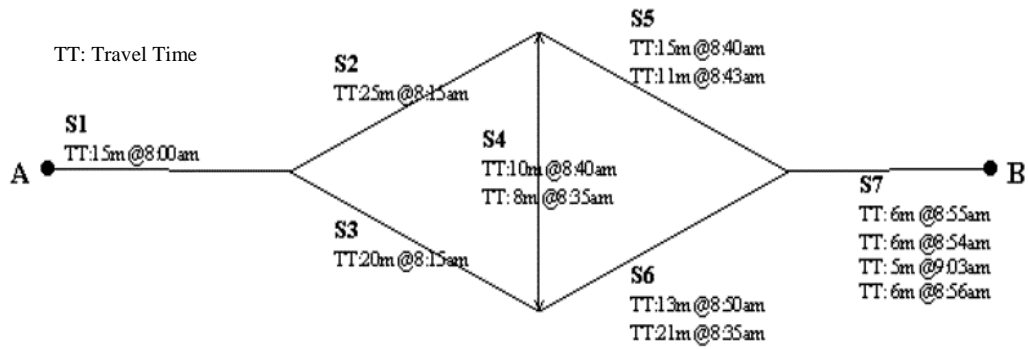 TT: Travel Time
S1
TT:15m@8:00am
A
S2
TT:25m@8:15am
S3
TT:20m@8:15am
S4
TT:10m@8:40am
TT: 8m@8:35am
S5
TT:15m@8:40am
TT:11m@8:43am
S6
TT:13m@8:50am
TT:21m@8:35am
S7
TT: 6m@8:55am
TT: 6m@8:54am
TT: 5m@9:03am
TT: 6m@8:56am
B